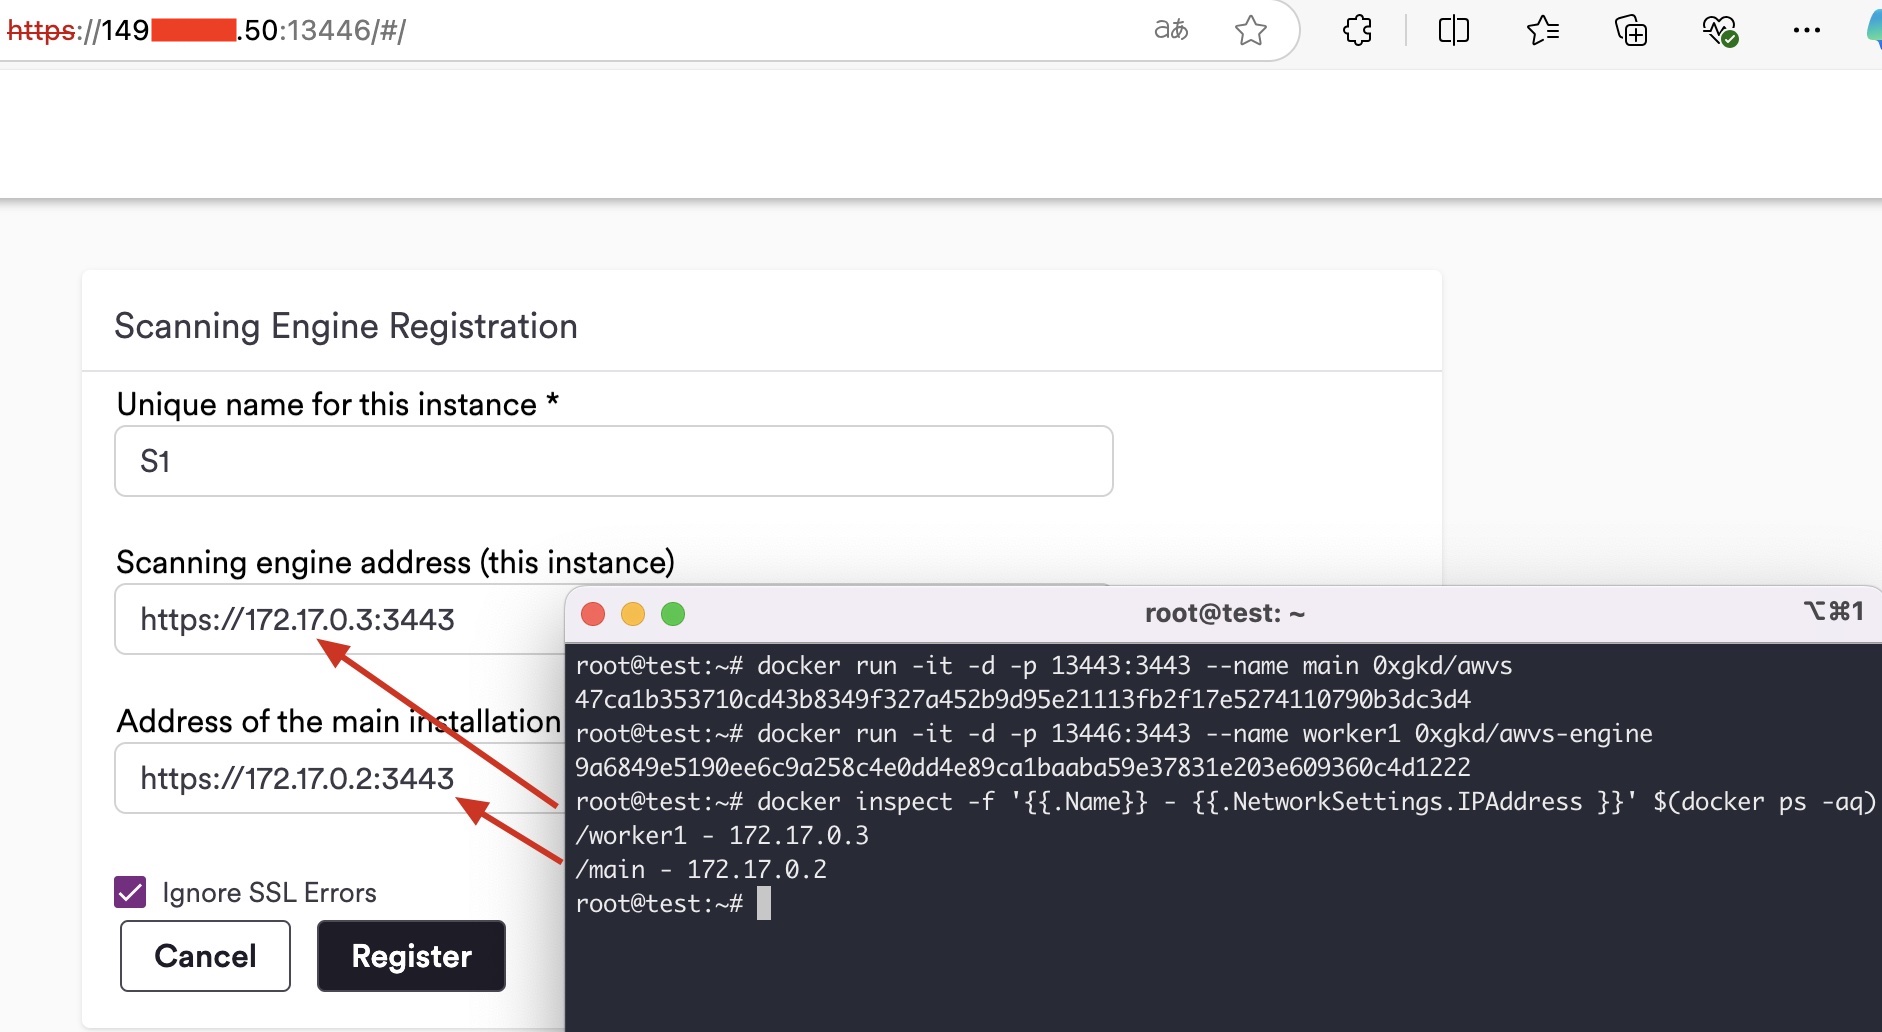 https://149 .50:13446/#/
aあ
Scanning Engine Registration
Unique name for this instance *
S1
Scanning engine address (this instance)
https://172.17.0.3:3443
Address of the main installation
https://172.17.0.2:3443
Ignore SSL Errors
Cancel
Register
root@test: ~
⌥⌘1
root@test:~# docker run -it -d -p 13443:3443 --name main 0xgkd/awvs
47ca1b353710cd43b8349f327a452b9d95e21113fb2f17e5274110790b3dc3d4
root@test:~# docker run -it -d -p 13446:3443 --name worker1 0xgkd/awvs-engine
9a6849e5190ee6c9a258c4e0dd4e89ca1baaba59e37831e203e609360c4d1222
root@test:~# docker inspect -f '{{.Name}} - {{.NetworkSettings.IPAddress }}' $(docker ps -aq)
/worker1 - 172.17.0.3
/main - 172.17.0.2
root@test:~#